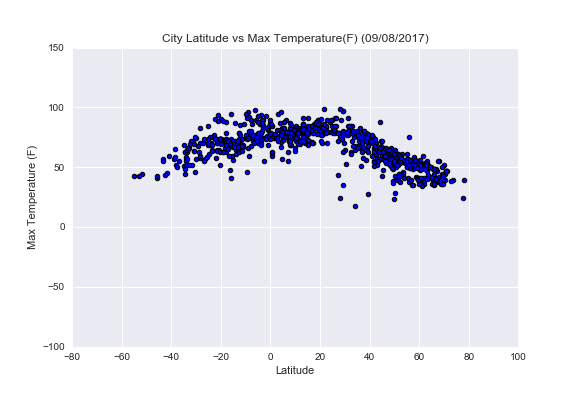 City Latitude vs Max Temperature(F) (09/08/2017)
150
100
50
0
−50
−100
Max Temperature (F)
−80 −60 −40 −20 0 20 40 60 80 100
Latitude